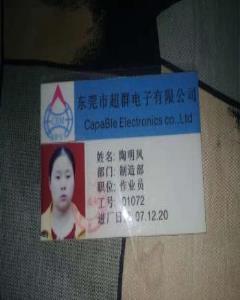 东莞市超群电子有限公司
CapaBle Electronics co.,Ltd
姓名: 陶明凤
部门: 制造部
职位: 作业员
工号: 01072
进厂日期: 07.12.20